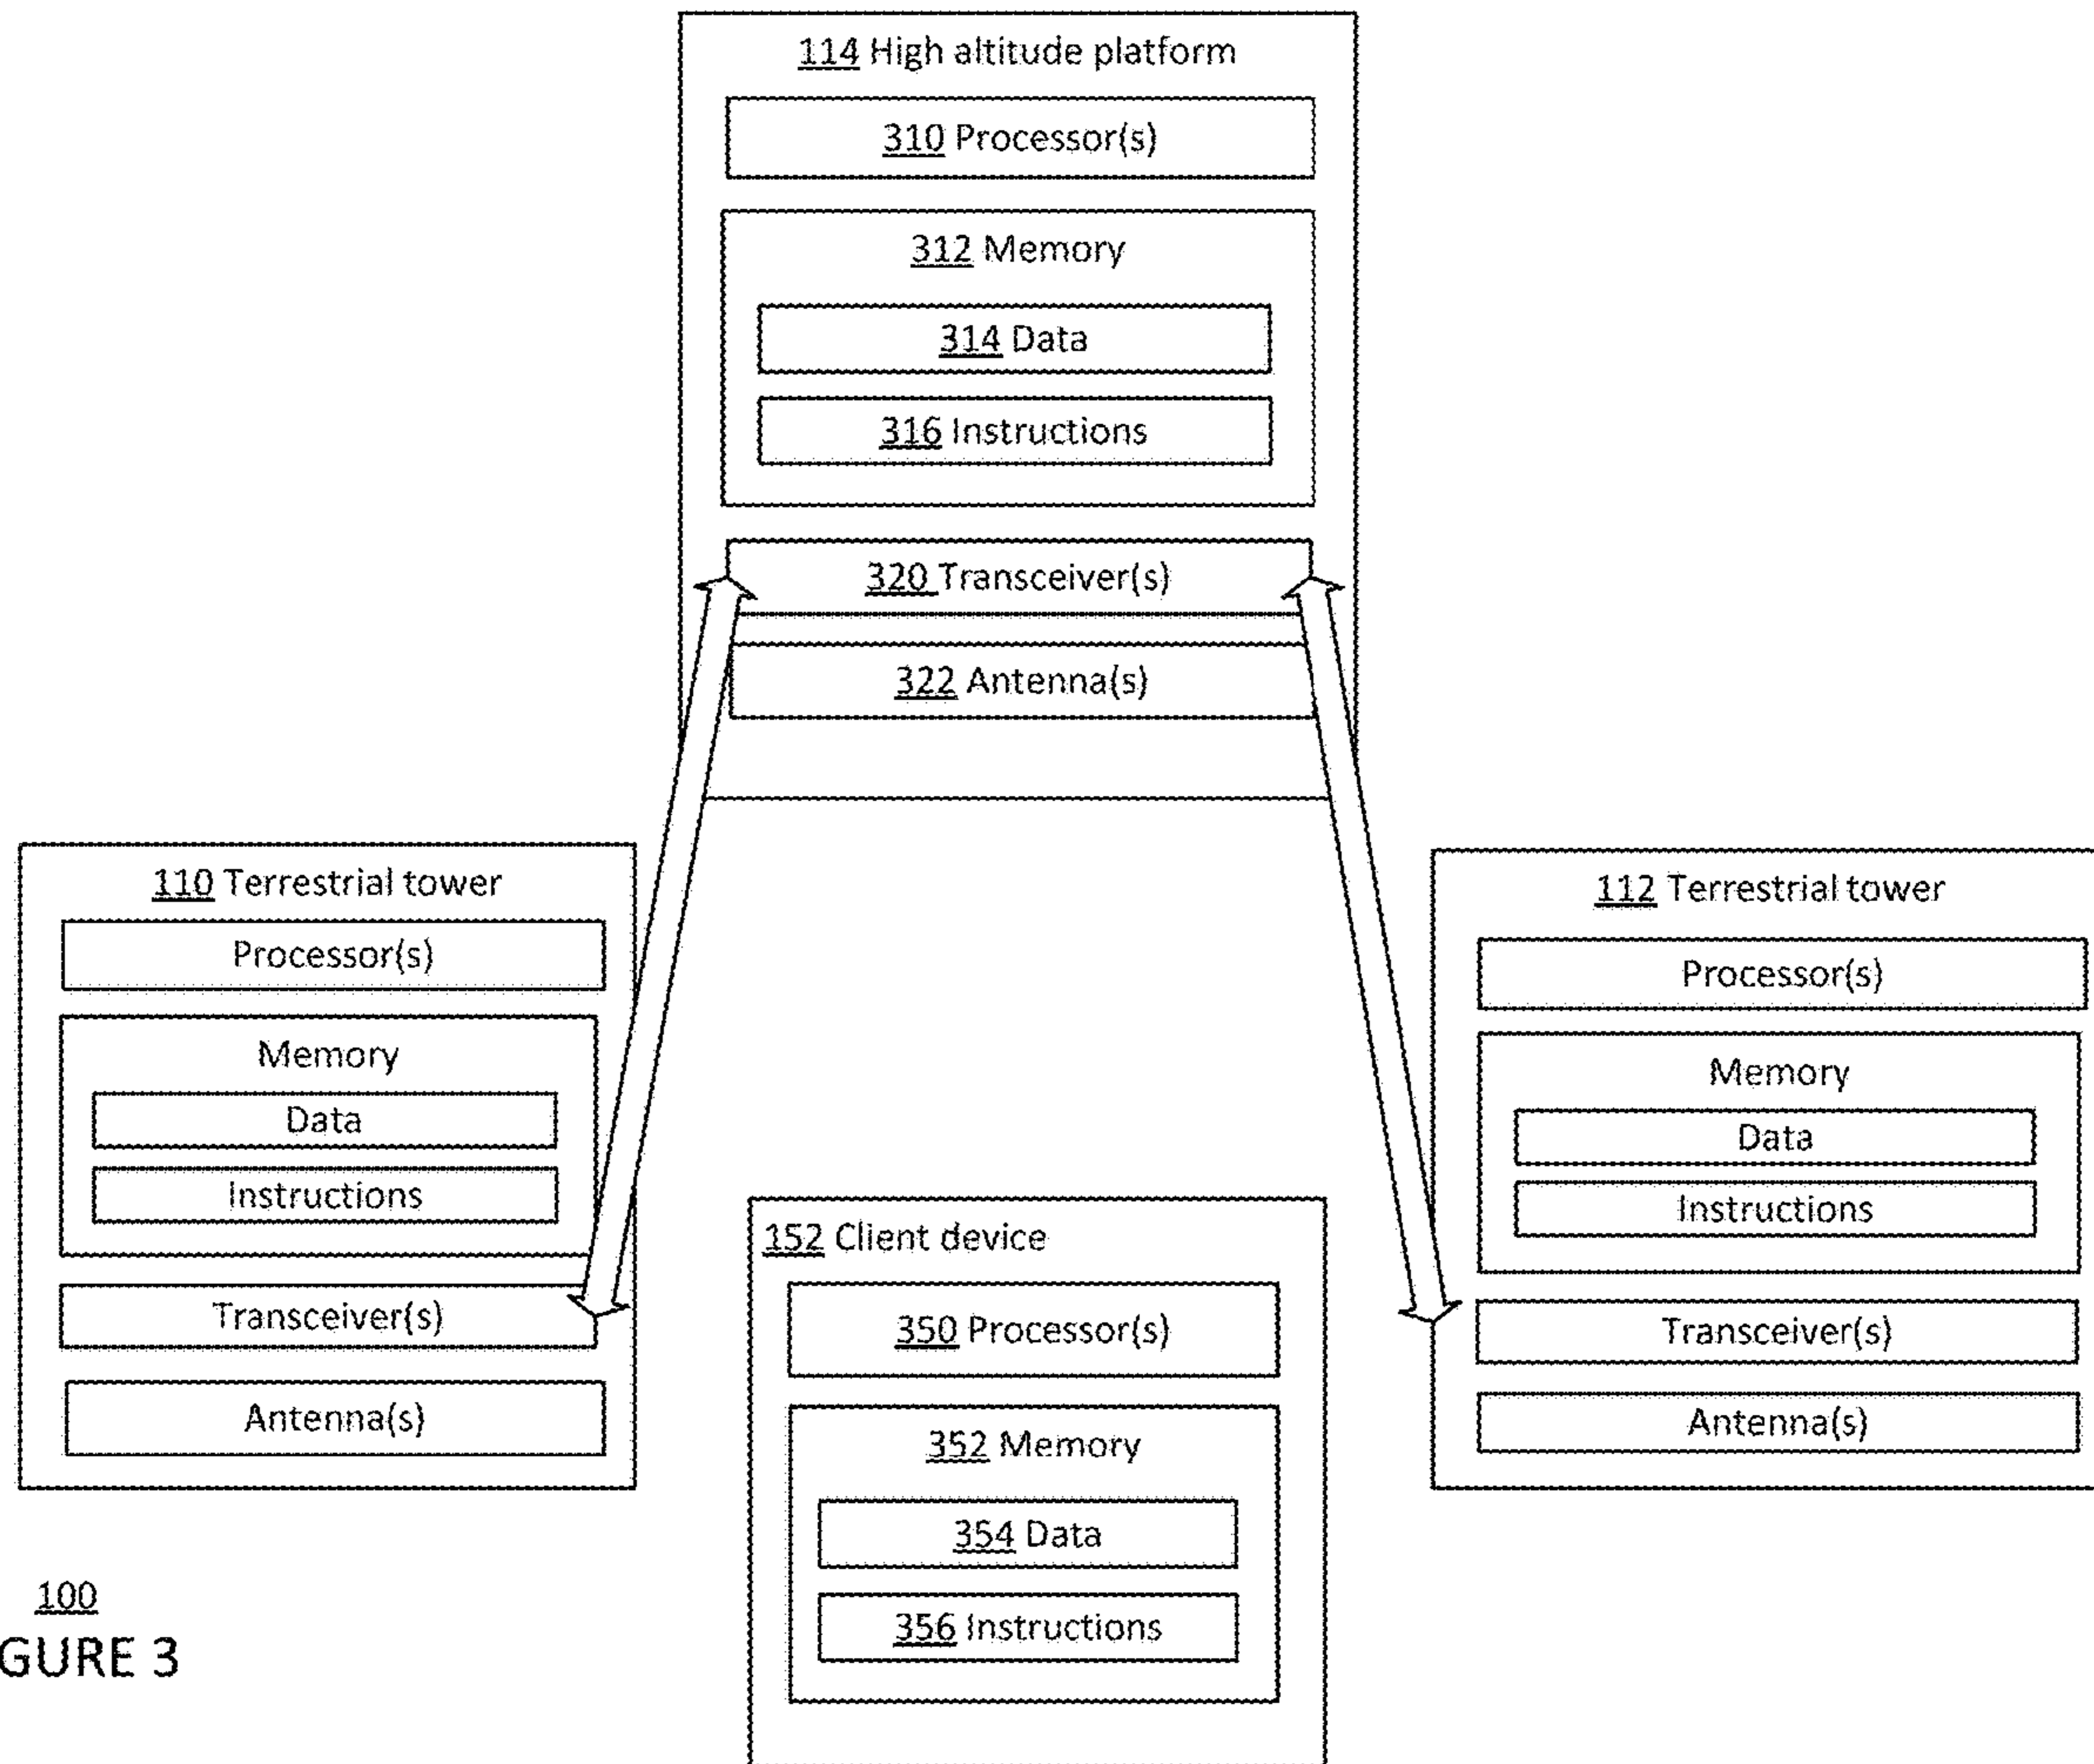 114 High altitude platform
310 Processor(s)
312 Memory
314 Data
316 Instructions
320 Transceiver(s)
322 Antenna(s)
110 Terrestrial tower
Processor(s)
Memory
Data
Instructions
Transceiver(s)
Antenna(s)
112 Terrestrial tower
Processor(s)
Memory
Data
Instructions
Transceiver(s)
Antenna(s)
152 Client device
350 Processor(s)
352 Memory
354 Data
356 Instructions
100
GURE 3